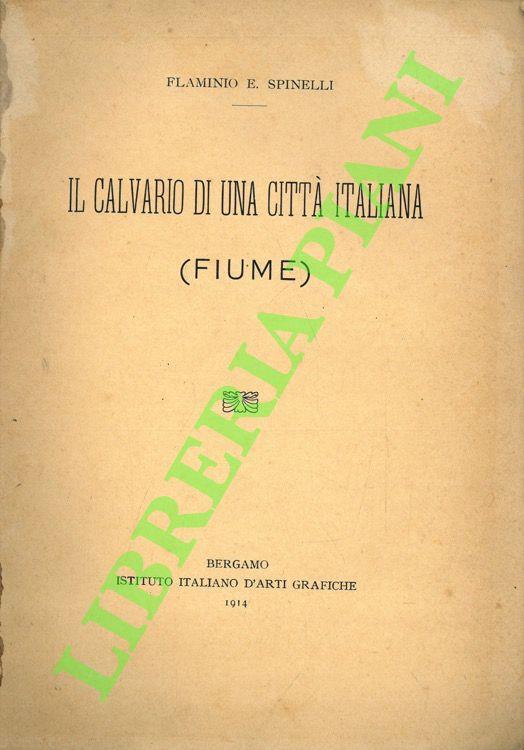 FLAMINIO E. SPINELLI
IL CALVARIO DI UNA CITTÀ ITALIANA
(FIUME)
BERGAMO
ISTITUTO ITALIANO D'ARTI GRAFICHE
1914
LIBRERIA PIANI